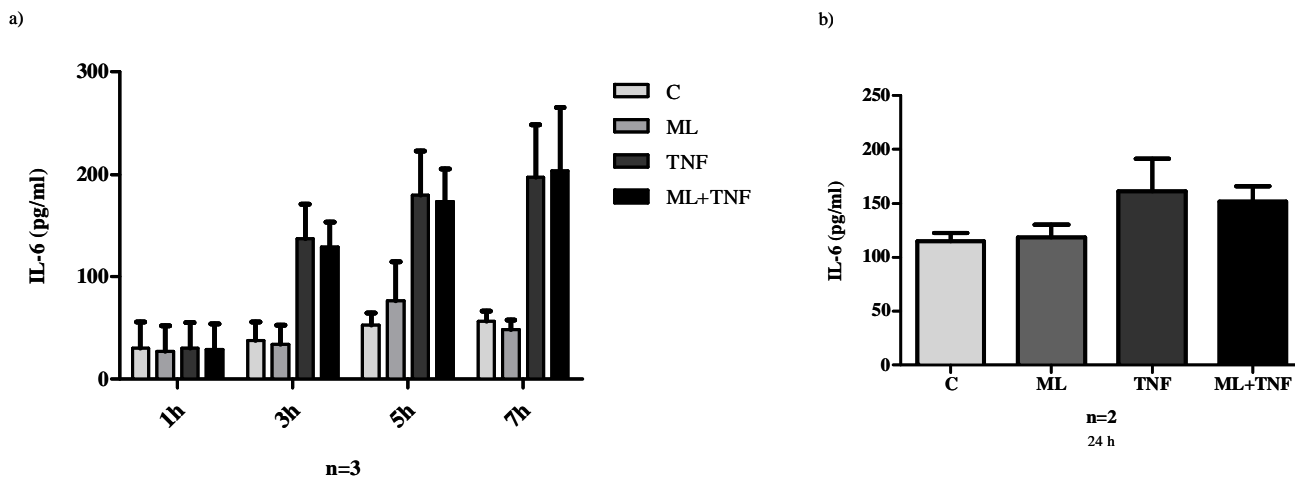 a)
IL-6 (pg/ml)
300
200
100
0
1h
3h
5h
7h
n=3
C
ML
TNF
ML+TNF
b)
IL-6 (pg/ml)
250
200
150
100
50
0
C
ML
TNF
ML+TNF
n=2
24 h